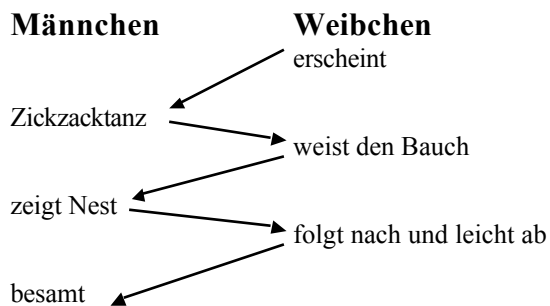 Männchen Weibchen
erscheint
Zickzacktanz
weist den Bauch
zeigt Nest
folgt nach und leicht ab
besamt